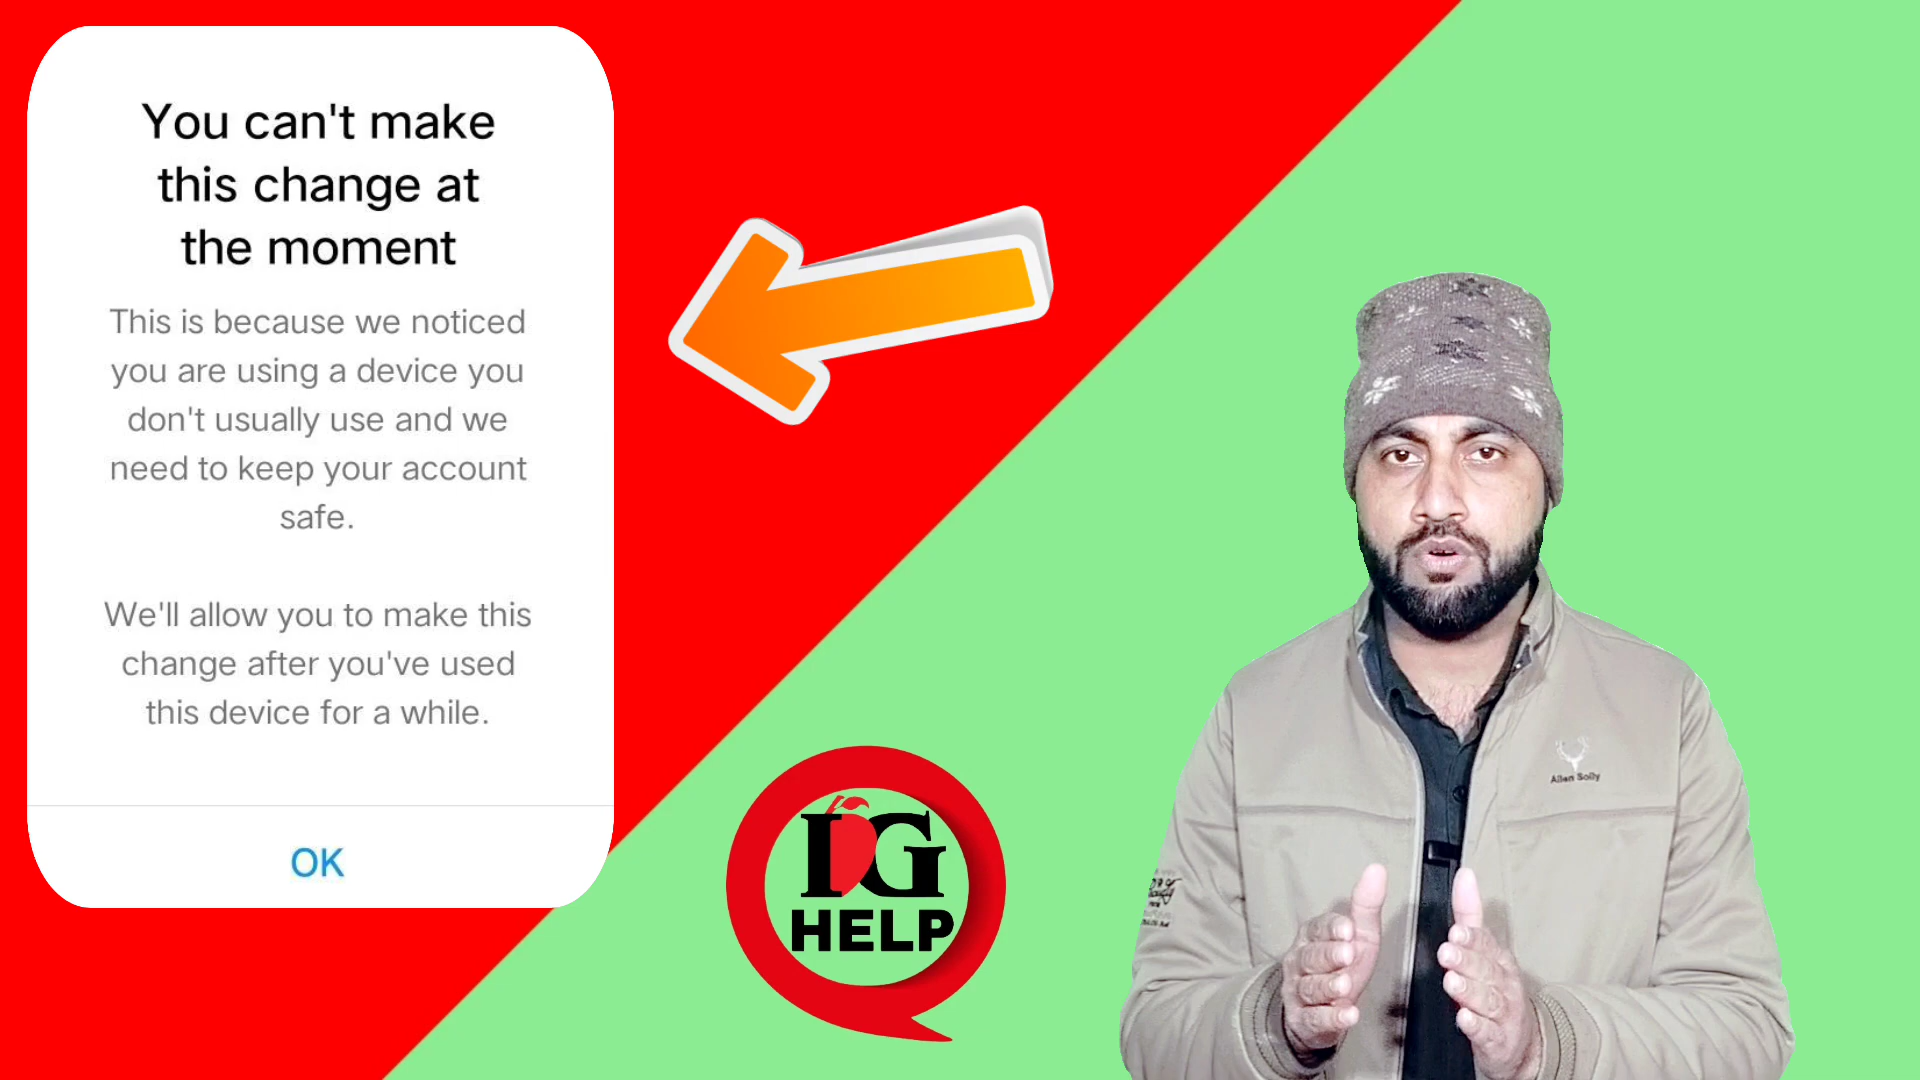 You can't make
this change at
the moment
This is because we noticed
you are using a device you
don't usually use and we
need to keep your account
safe.
We'll allow you to make this
change after you've used
this device for a while.
OK
IG
HELP
Allen Solly